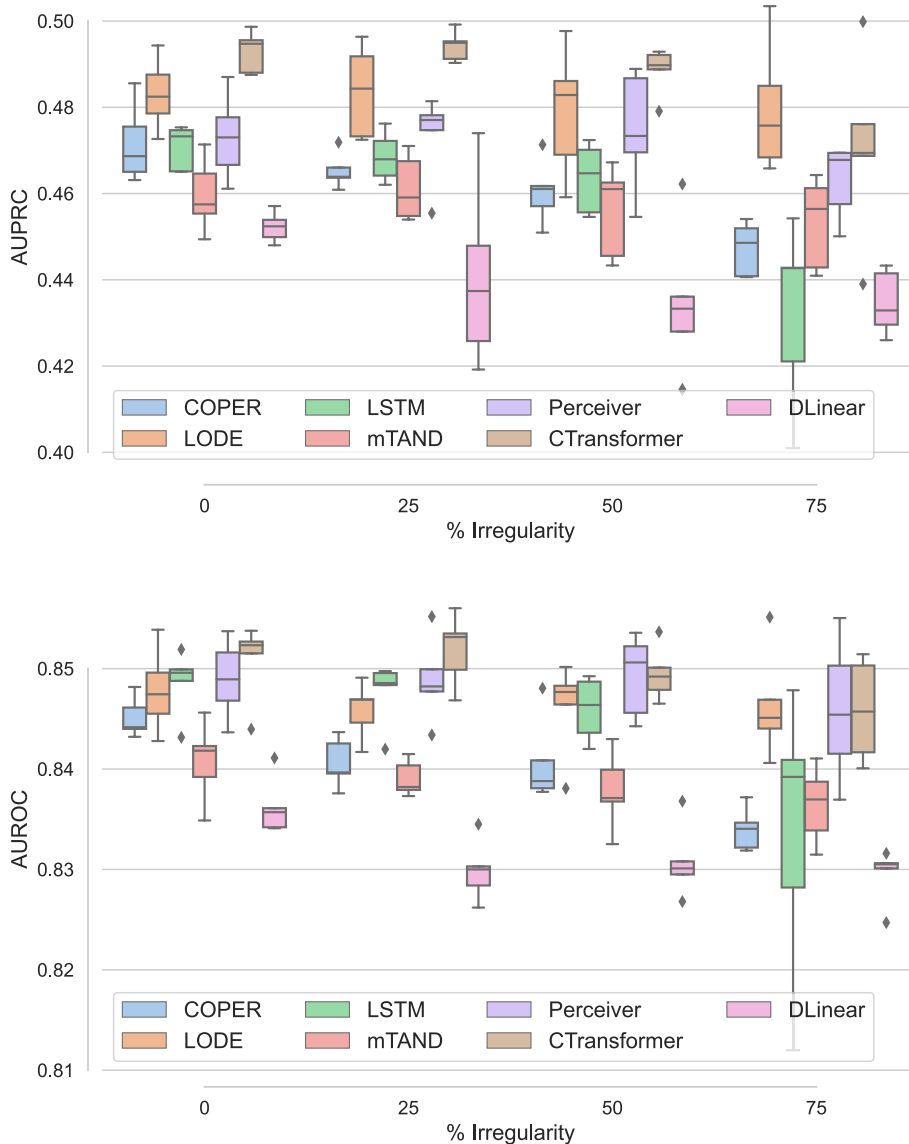 0.50
0.48
0.46
0.44
0.42
0.40
AUPRC
COPER LSTM Perceiver DLinear
LODE mTAND CTransformer
0 25 50 75
% Irregularity
0.85
0.84
0.83
0.82
0.81
AUROC
COPER LSTM Perceiver DLinear
LODE mTAND CTransformer
0 25 50 75
% Irregularity